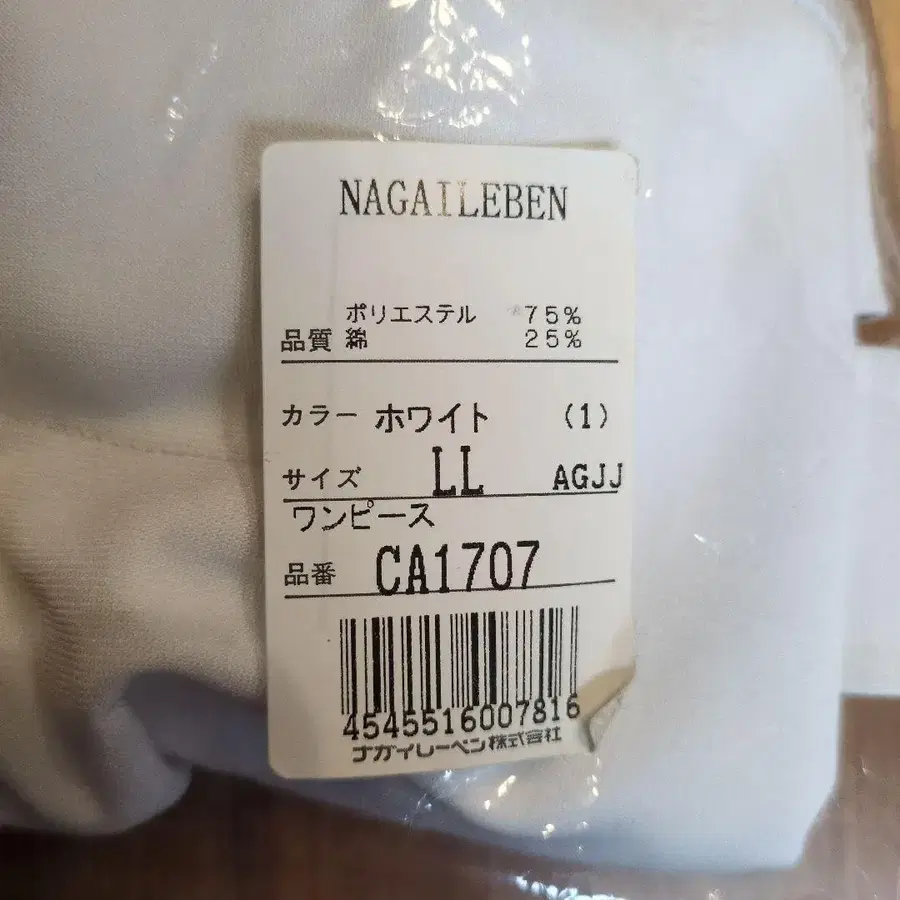 NAGAILEBEN
ポリエステル 75%
品質 綿 25%
カラー ホワイト (1)
サイズ LL AGJJ
ワンピース
品番 CA1707
4545516007816
ナガイレーベン株式会社